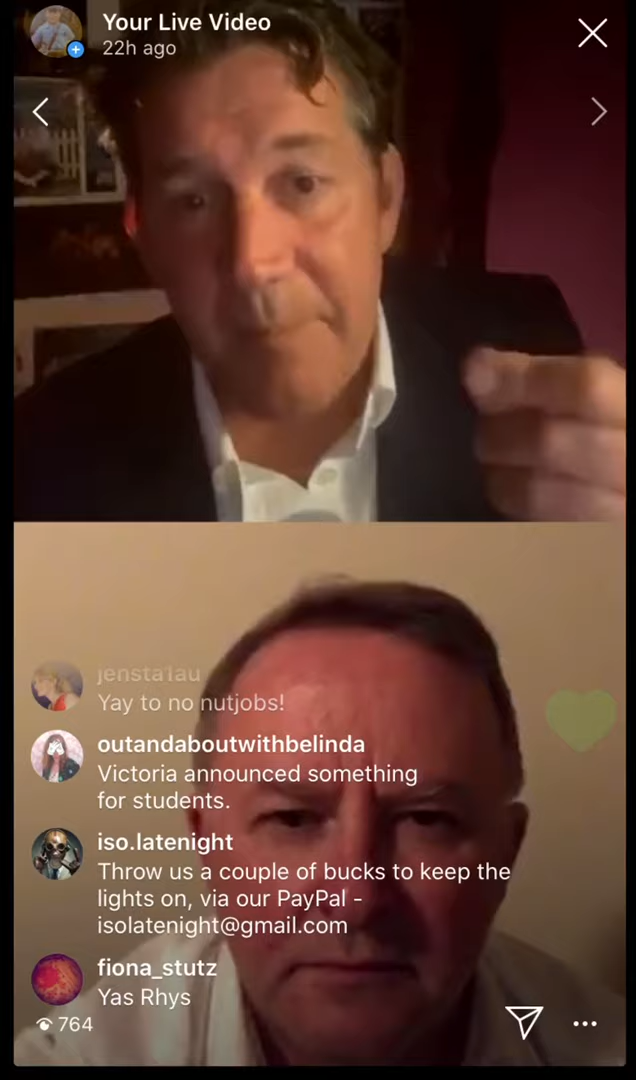 Your Live Video
22h ago
jensta1au
Yay to no nutjobs!
outandaboutwithbelinda
Victoria announced something
for students.
iso.latenight
Throw us a couple of bucks to keep the
lights on, via our PayPal -
isolatenight@gmail.com
fiona_stutz
Yas Rhys
764